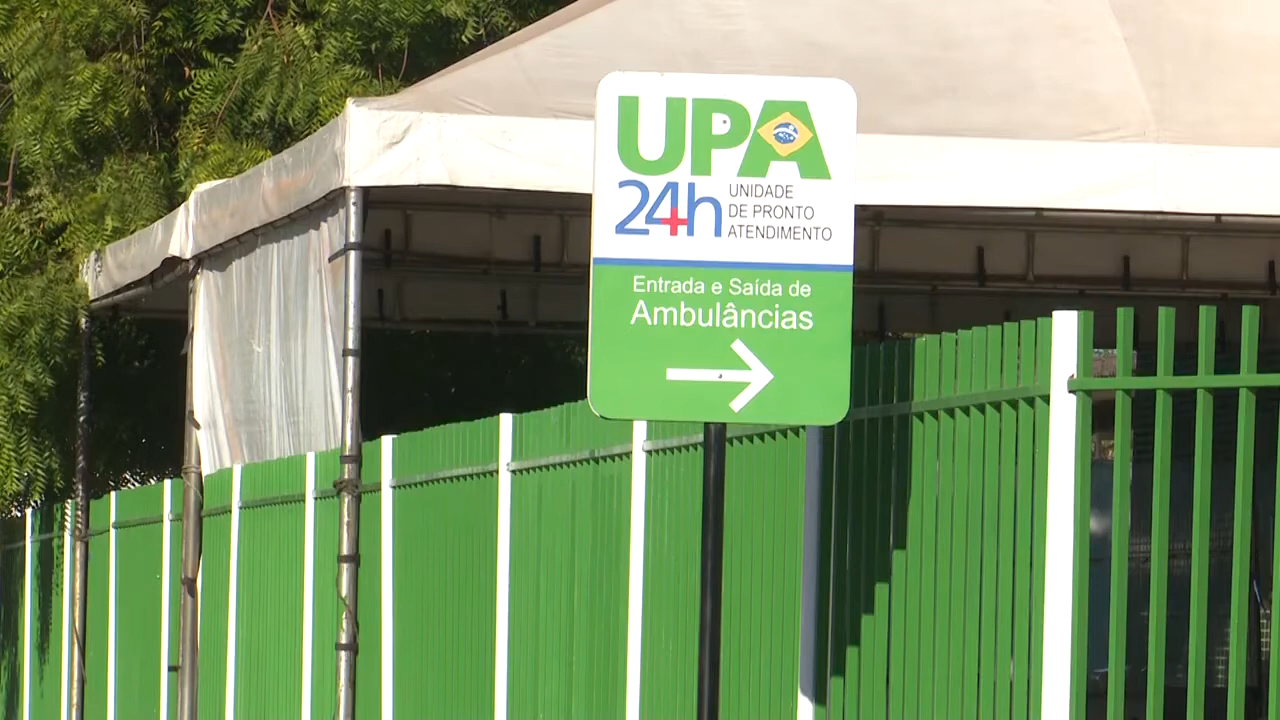 UPA
24h
UNIDADE
DE PRONTO
ATENDIMENTO
Entrada e Saída de
Ambulâncias